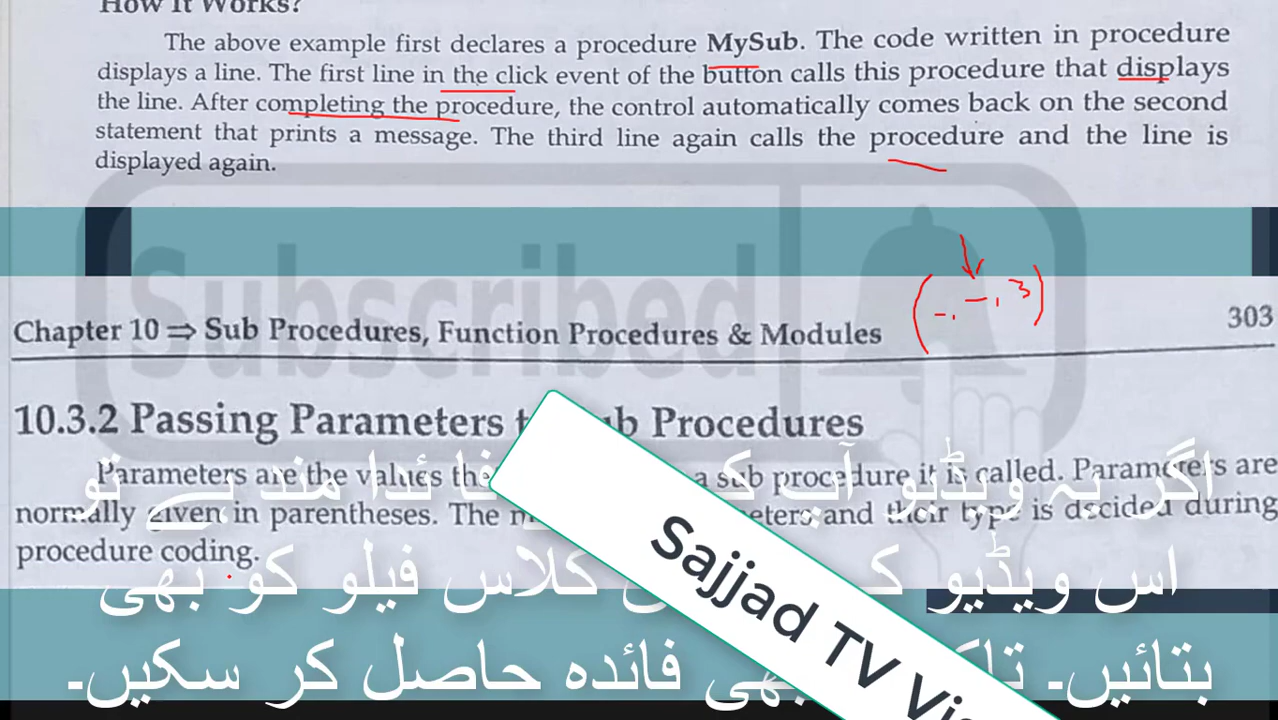 How It Works?
The above example first declares a procedure MySub. The code written in procedure
displays a line. The first line in the click event of the button calls this procedure that displays
the line. After completing the procedure, the control automatically comes back on the second
statement that prints a message. The third line again calls the procedure and the line is
displayed again.
Subscribed
(-, -, 3)
Chapter 10 ⇒ Sub Procedures, Function Procedures & Modules
303
10.3.2 Passing Parameters Sub Procedures
Parameters are the values a sub procedure it is called. Parameters are
normally given in parentheses. The and their type is decided during
procedure coding.
اگر یہ ویڈیو آپ فائدا مند ہے تو
اس ویڈیو کلاس فیلو کو بھی
بتائیں۔ بھی فائدہ حاصل کر سکیں۔
Sajjad TV